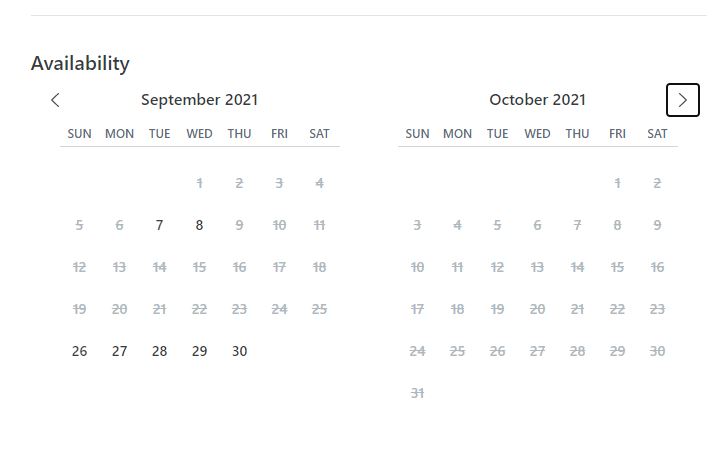 Availability
September 2021
SUN MON TUE WED THU FRI SAT
1 2 3 4
5 6 7 8 9 10 11
12 13 14 15 16 17 18
19 20 21 22 23 24 25
26 27 28 29 30
October 2021
SUN MON TUE WED THU FRI SAT
1 2
3 4 5 6 7 8 9
10 11 12 13 14 15 16
17 18 19 20 21 22 23
24 25 26 27 28 29 30
31